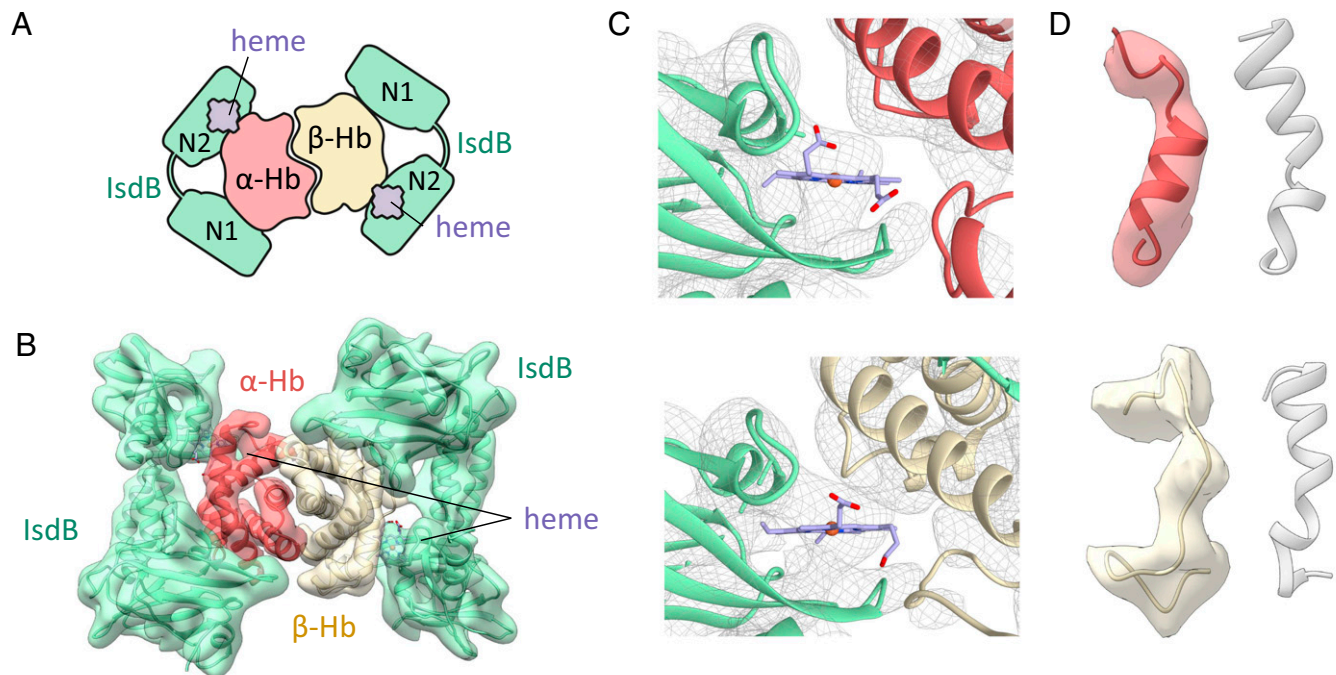 A
heme
N1
β-Hb
IsdB
N2
α-Hb
N2
IsdB
N1
heme
B
IsdB
α-Hb
heme
IsdB
β-Hb
C
D